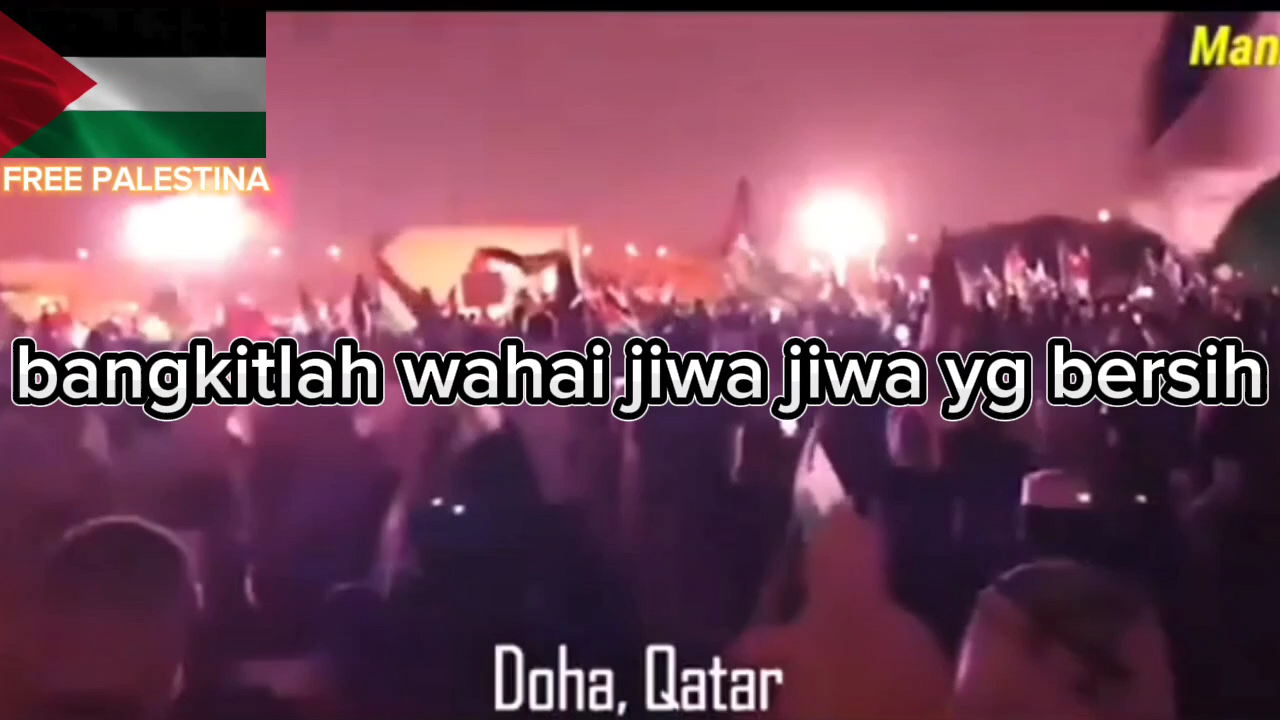 FREE PALESTINA
bangkitlah wahai jiwa jiwa yg bersih
Doha, Qatar